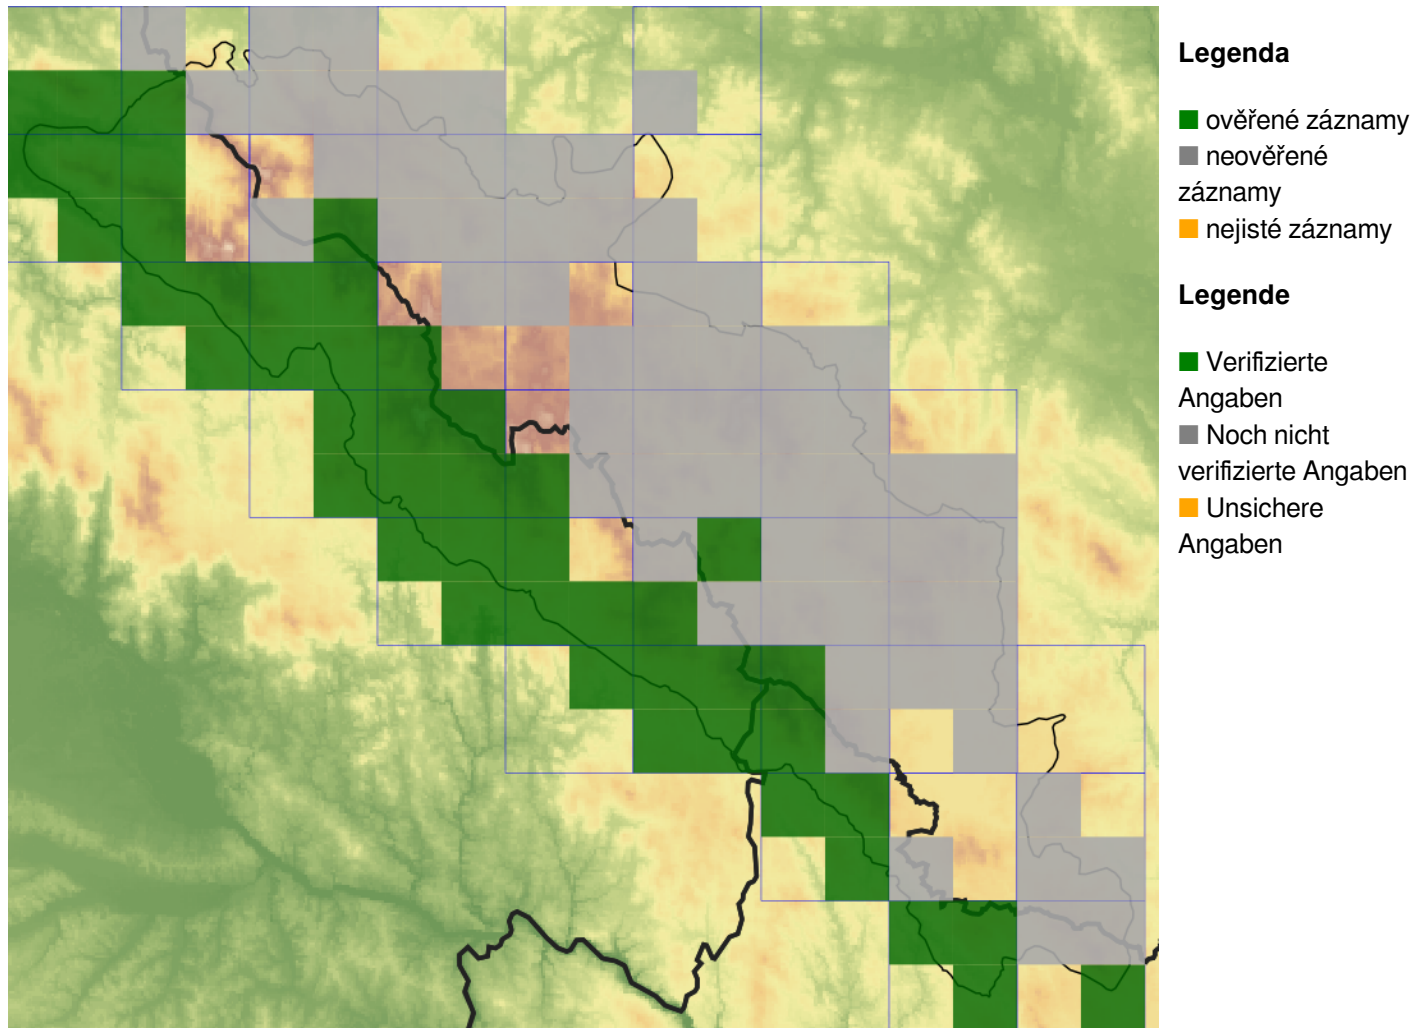 Legenda
ověřené záznamy
neověřené
záznamy
nejisté záznamy
Legende
Verifizierte
Angaben
Noch nicht
verifizierte Angaben
Unsichere
Angaben